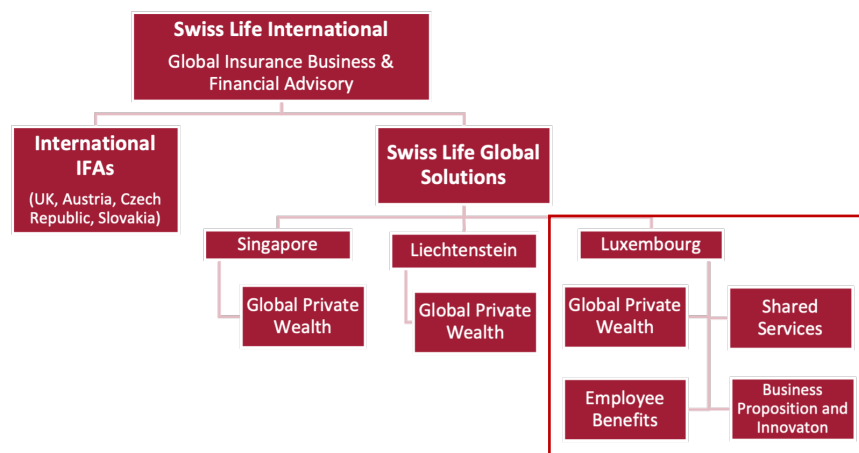 Swiss Life International
Global Insurance Business &
Financial Advisory
International
IFAs
(UK, Austria, Czech
Republic, Slovakia)
Swiss Life Global
Solutions
Singapore
Liechtenstein
Luxembourg
Global Private
Wealth
Global Private
Wealth
Global Private
Wealth
Shared
Services
Employee
Benefits
Business
Proposition and
Innovaton